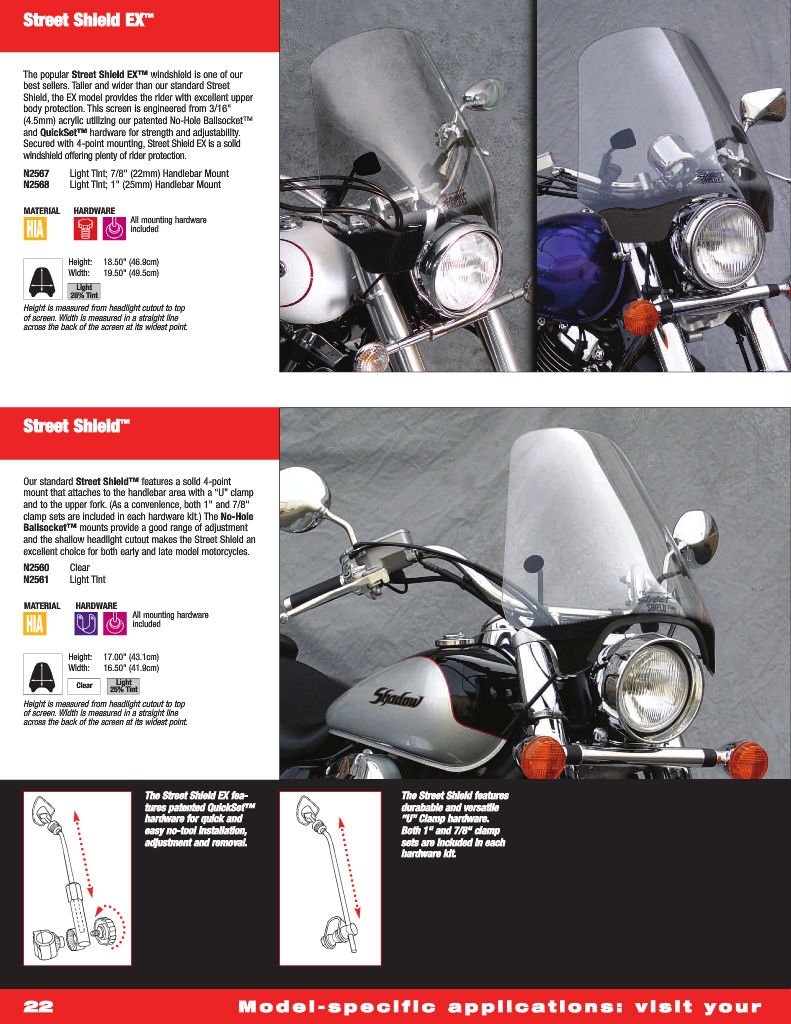 Street Shield EX™
The popular Street Shield EX™ windshield is one of our
best sellers. Taller and wider than our standard Street
Shield, the EX model provides the rider with excellent upper
body protection. This screen is engineered from 3/16"
(4.5mm) acrylic utilizing our patented No-Hole Ballsocket™
and QuickSet™ hardware for strength and adjustability.
Secured with 4-point mounting, Street Shield EX is a solid
windshield offering plenty of rider protection.
N2567 Light Tint; 7/8" (22mm) Handlebar Mount
N2568 Light Tint; 1" (25mm) Handlebar Mount
MATERIAL HARDWARE
HIA
All mounting hardware
included
Height: 18.50" (46.9cm)
Width: 19.50" (49.5cm)
Light
26% Tint
Height is measured from headlight cutout to top
of screen. Width is measured in a straight line
across the back of the screen at its widest point.
Street Shield™
Our standard Street Shield™ features a solid 4-point
mount that attaches to the handlebar area with a “U” clamp
and to the upper fork. (As a convenience, both 1" and 7/8"
clamp sets are included in each hardware kit.) The No-Hole
Ballsocket™ mounts provide a good range of adjustment
and the shallow headlight cutout makes the Street Shield an
excellent choice for both early and late model motorcycles.
N2560 Clear
N2561 Light Tint
MATERIAL HARDWARE
HIA
All mounting hardware
included
Height: 17.00" (43.1cm)
Width: 16.50" (41.9cm)
Clear
Light
26% Tint
Height is measured from headlight cutout to top
of screen. Width is measured in a straight line
across the back of the screen at its widest point.
Street
SHIELD
Shadow
The Street Shield EX fea-
tures patented QuickSet™
hardware for quick and
easy no-tool installation,
adjustment and removal.
The Street Shield features
durabable and versatile
“U” Clamp hardware.
Both 1" and 7/8" clamp
sets are included in each
hardware kit.
22 Model-specific applications: visit your